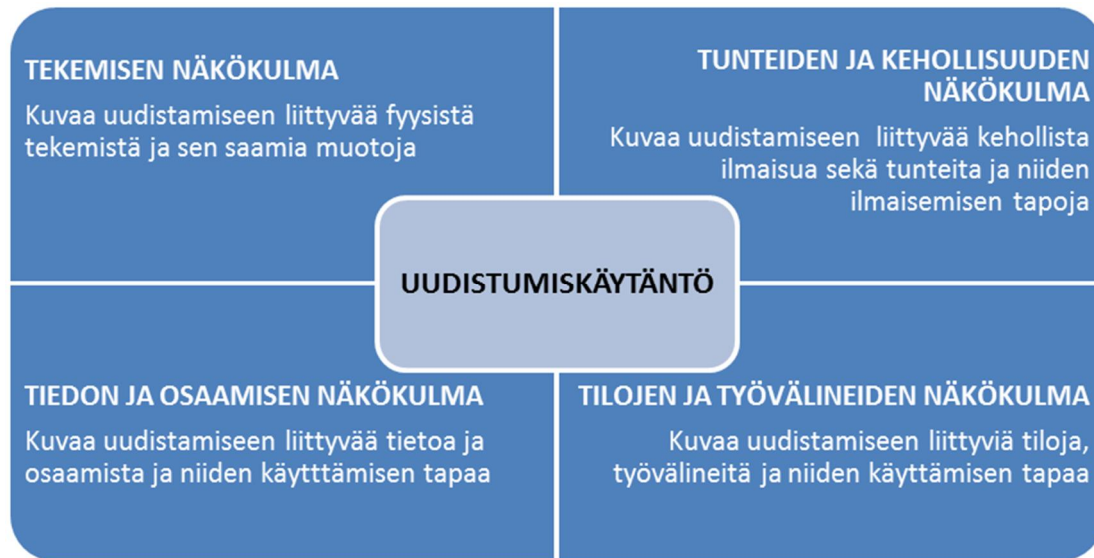 TEKEMISEN NÄKÖKULMA
Kuvaa uudistamiseen liittyvää fyysistä
tekemistä ja sen saamia muotoja
TUNTEIDEN JA KEHOLLISUUDEN
NÄKÖKULMA
Kuvaa uudistamiseen liittyvää kehollista
ilmaisua sekä tunteita ja niiden
ilmaisemisen tapoja
UUDISTUMISKÄYTÄNTÖ
TIEDON JA OSAAMISEN NÄKÖKULMA
Kuvaa uudistamiseen liittyvää tietoa ja
osaamista ja niiden käytttämisen tapaa
TILOJEN JA TYÖVÄLINEIDEN NÄKÖKULMA
Kuvaa uudistamiseen liittyviä tiloja,
työvälineitä ja niiden käyttämisen tapaa